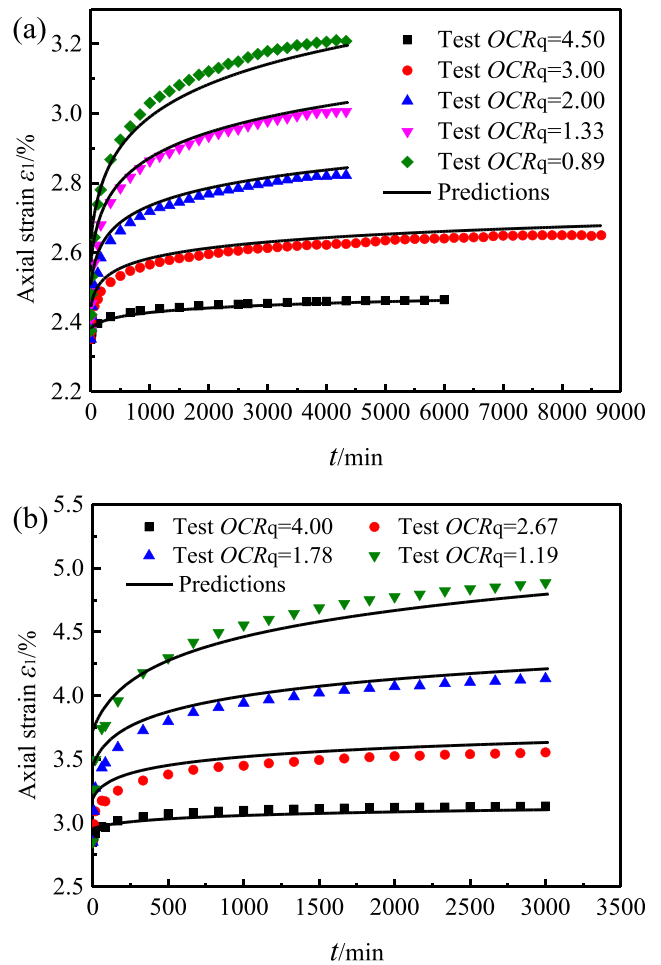 (a)
3.2
3.0
2.8
2.6
2.4
2.2
Axial strain ε1/%
Test OCRq=4.50
Test OCRq=3.00
Test OCRq=2.00
Test OCRq=1.33
Test OCRq=0.89
Predictions
0 1000 2000 3000 4000 5000 6000 7000 8000 9000
t/min
(b)
5.5
5.0
4.5
4.0
3.5
3.0
2.5
Axial strain ε1/%
Test OCRq=4.00 Test OCRq=2.67
Test OCRq=1.78 Test OCRq=1.19
Predictions
0 500 1000 1500 2000 2500 3000 3500
t/min